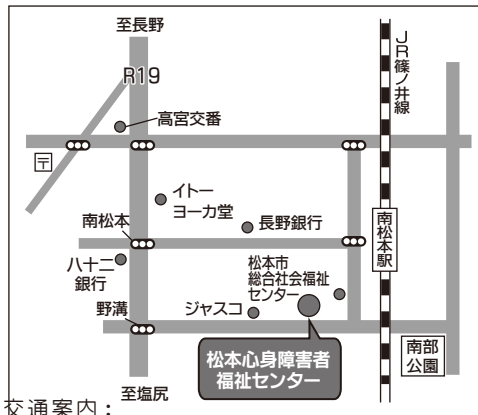 至長野
R19
JR篠ノ井線
高宮交番
〒
イトー
ヨーカ堂
南松本
長野銀行
南松本駅
八十二
銀行
松本市
総合社会福祉
センター
野溝
ジャスコ
松本心身障害者
福祉センター
南部
公園
至塩尻
交通案内：